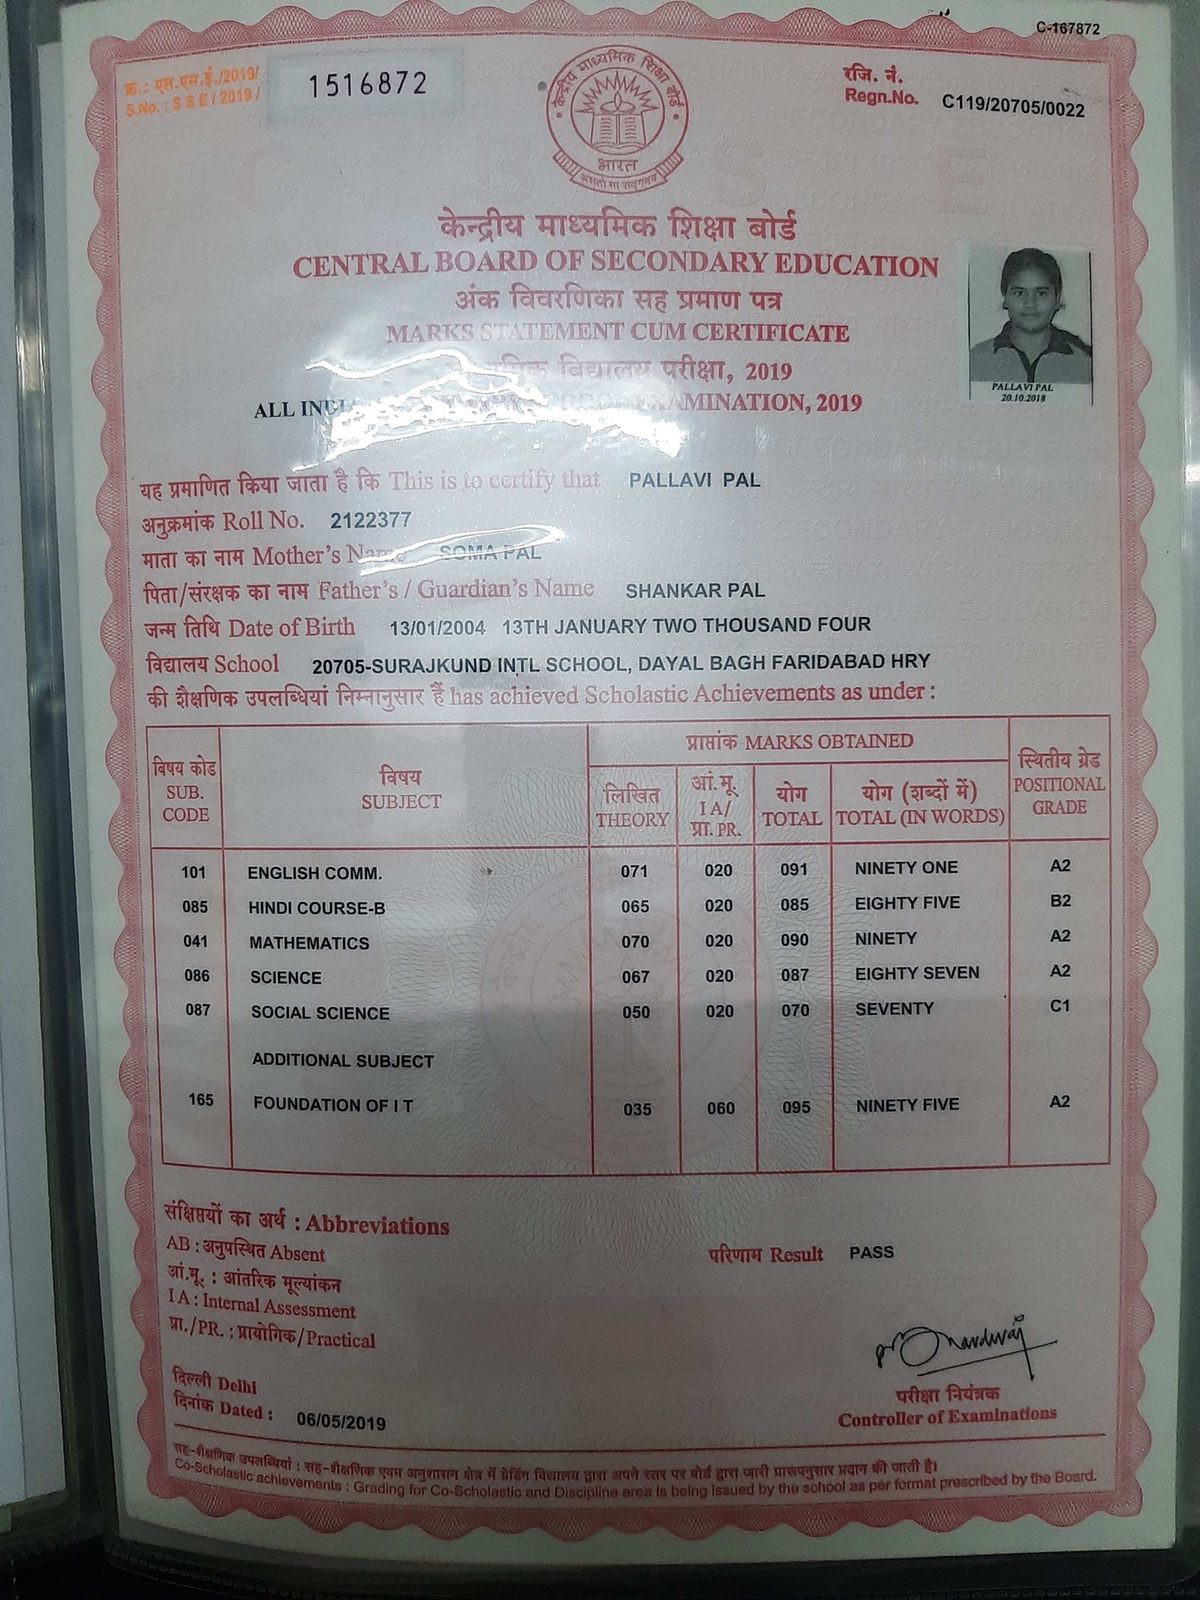 C-167872
क्र.: एस.एस.ई./2019/
S.No. : S S E / 2019 /
1516872
रजि. नं.
Regn.No. C119/20705/0022
केन्द्रीय माध्यमिक शिक्षा बोर्ड
भारत
असतो मा सद्गमय
केन्द्रीय माध्यमिक शिक्षा बोर्ड
CENTRAL BOARD OF SECONDARY EDUCATION
अंक विवरणिका सह प्रमाण पत्र
MARKS STATEMENT CUM CERTIFICATE
विद्यालय परीक्षा, 2019
ALL EXAMINATION, 2019
PALLAVI PAL
20.10.2018
यह प्रमाणित किया जाता है कि This is to certify that PALLAVI PAL
अनुक्रमांक Roll No. 2122377
माता का नाम Mother's Name SOMA PAL
पिता/संरक्षक का नाम Father's / Guardian's Name SHANKAR PAL
जन्म तिथि Date of Birth 13/01/2004 13TH JANUARY TWO THOUSAND FOUR
विद्यालय School 20705-SURAJKUND INTL SCHOOL, DAYAL BAGH FARIDABAD HRY
की शैक्षणिक उपलब्धियां निम्नानुसार हैं has achieved Scholastic Achievements as under :
विषय कोड SUB. CODE
विषय SUBJECT
प्राप्तांक MARKS OBTAINED
लिखित THEORY
आं.मू. I A/ प्रा. PR.
योग TOTAL
योग (शब्दों में) TOTAL (IN WORDS)
स्थितीय ग्रेड POSITIONAL GRADE
101 ENGLISH COMM. 071 020 091 NINETY ONE A2
085 HINDI COURSE-B 065 020 085 EIGHTY FIVE B2
041 MATHEMATICS 070 020 090 NINETY A2
086 SCIENCE 067 020 087 EIGHTY SEVEN A2
087 SOCIAL SCIENCE 050 020 070 SEVENTY C1
ADDITIONAL SUBJECT
165 FOUNDATION OF I T 035 060 095 NINETY FIVE A2
संक्षिप्तयों का अर्थ : Abbreviations
AB : अनुपस्थित Absent
आं.मू. : आंतरिक मूल्यांकन
I A : Internal Assessment
प्रा./PR. : प्रायोगिक/Practical
परिणाम Result PASS
दिल्ली Delhi
दिनांक Dated : 06/05/2019
परीक्षा नियंत्रक
Controller of Examinations
सह-शैक्षणिक उपलब्धियां : सह-शैक्षणिक एवम अनुशासन क्षेत्र में ग्रेडिंग विद्यालय द्वारा अपने स्तर पर बोर्ड द्वारा जारी प्रारूपनुसार प्रदान की जाती है।
Co-Scholastic achievements : Grading for Co-Scholastic and Discipline area is being issued by the school as per format prescribed by the Board.